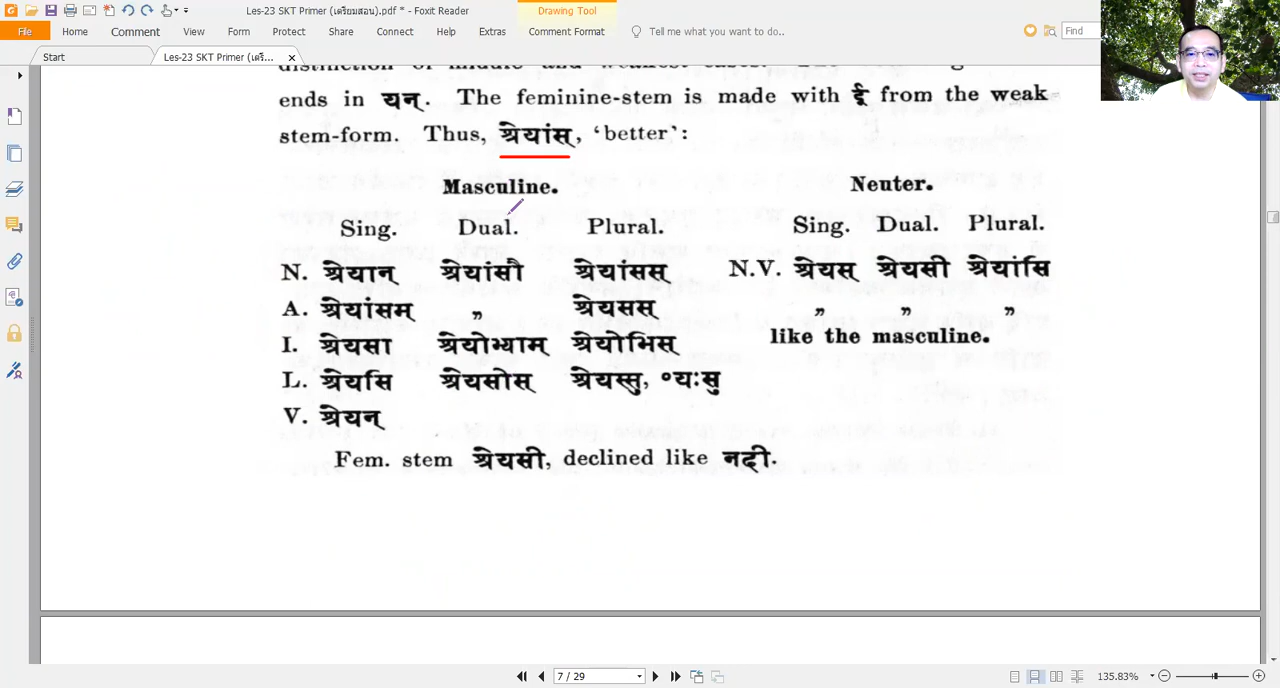 Les-23 SKT Primer (เตรียมสอน).pdf * - Foxit Reader
Drawing Tool
File Home Comment View Form Protect Share Connect Help Extras Comment Format Tell me what you want to do.. Find
Start Les-23 SKT Primer (เตรี...
ends in यन्. The feminine-stem is made with ई from the weak
stem-form. Thus, श्रेयांस्, ‘better’:
Masculine. Neuter.
Sing. Dual. Plural. Sing. Dual. Plural.
N. श्रेयान् श्रेयांसौ श्रेयांसस् N.V. श्रेयस् श्रेयसी श्रेयांसि
A. श्रेयांसम् „ श्रेयसस् „ „ „
I. श्रेयसा श्रेयोभ्याम् श्रेयोभिस् like the masculine.
L. श्रेयसि श्रेयसोस् श्रेयस्सु, °यःसु
V. श्रेयन्
Fem. stem श्रेयसी, declined like नदी.
7 / 29 135.83%